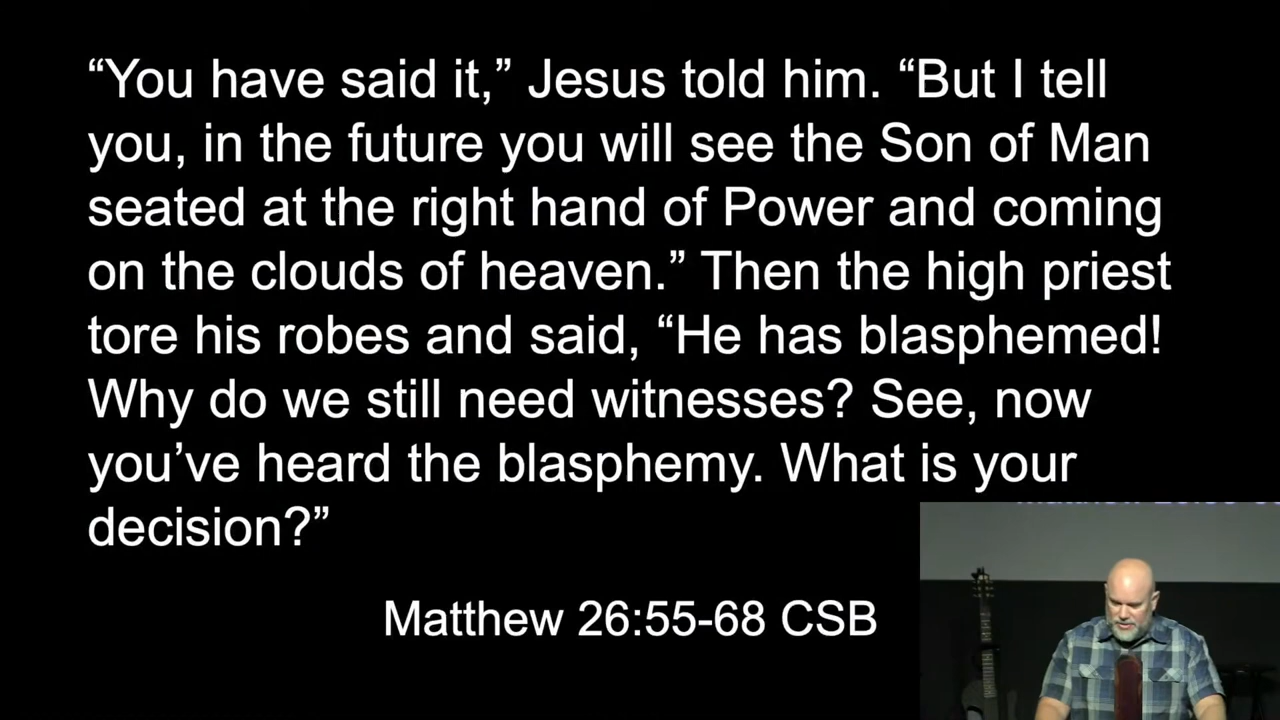 “You have said it,” Jesus told him. “But I tell
you, in the future you will see the Son of Man
seated at the right hand of Power and coming
on the clouds of heaven.” Then the high priest
tore his robes and said, “He has blasphemed!
Why do we still need witnesses? See, now
you’ve heard the blasphemy. What is your
decision?”
Matthew 26:55-68 CSB